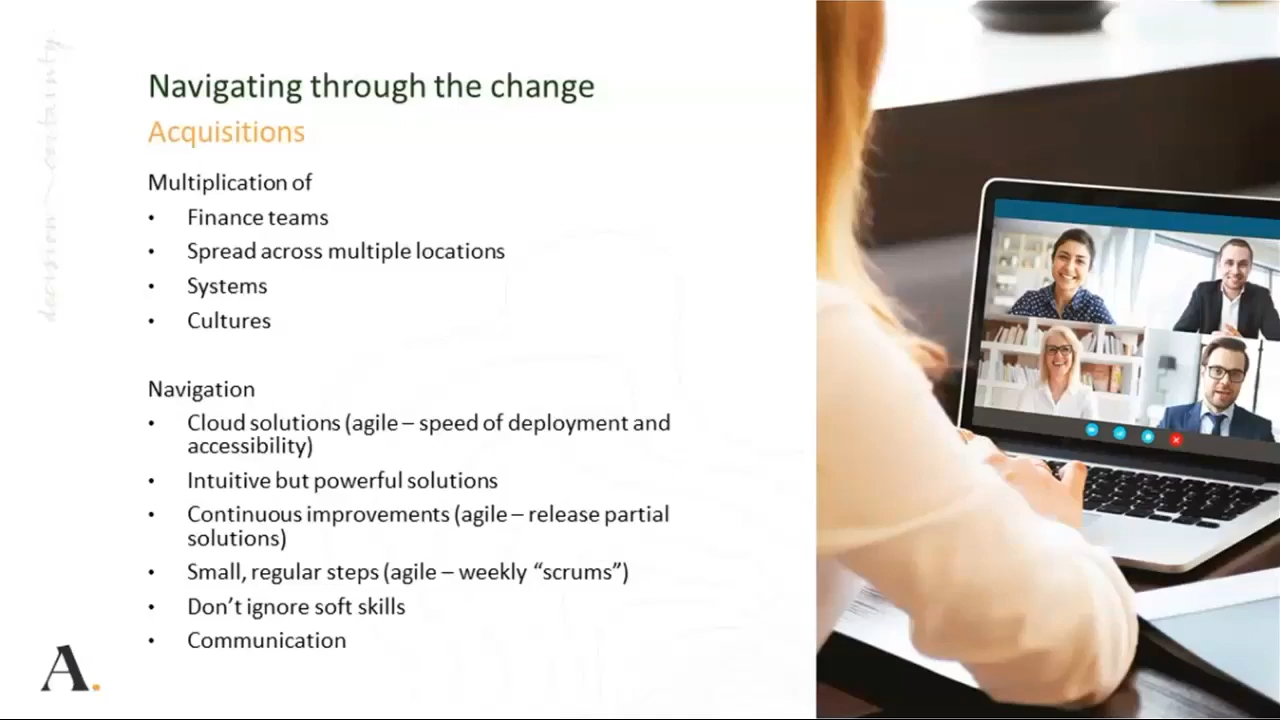 decision certainty
Navigating through the change
Acquisitions
Multiplication of
• Finance teams
• Spread across multiple locations
• Systems
• Cultures
Navigation
• Cloud solutions (agile – speed of deployment and
accessibility)
• Intuitive but powerful solutions
• Continuous improvements (agile – release partial
solutions)
• Small, regular steps (agile – weekly “scrums”)
• Don’t ignore soft skills
• Communication
A.